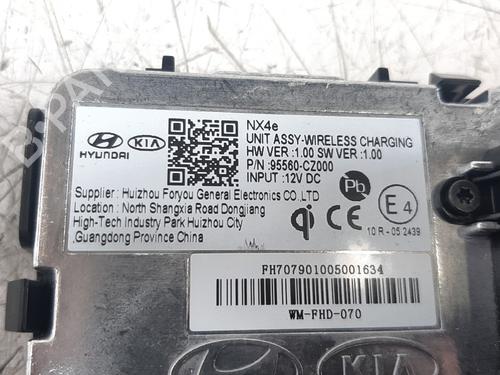 NX4e
UNIT ASSY-WIRELESS CHARGING
HW VER : 1.00 SW VER : 1.00
P/N : 95560-CZ000
INPUT : 12V DC
HYUNDAI
KIA
Supplier : Huizhou Foryou General Electronics CO.,LTD
Location : North Shangxia Road Dongjiang
High-Tech Industry Park Huizhou City
,Guangdong Province China
Pb
qi CE
E4
10 R - 05 2439
FH707901005001634
WM-FHD-070
KIA